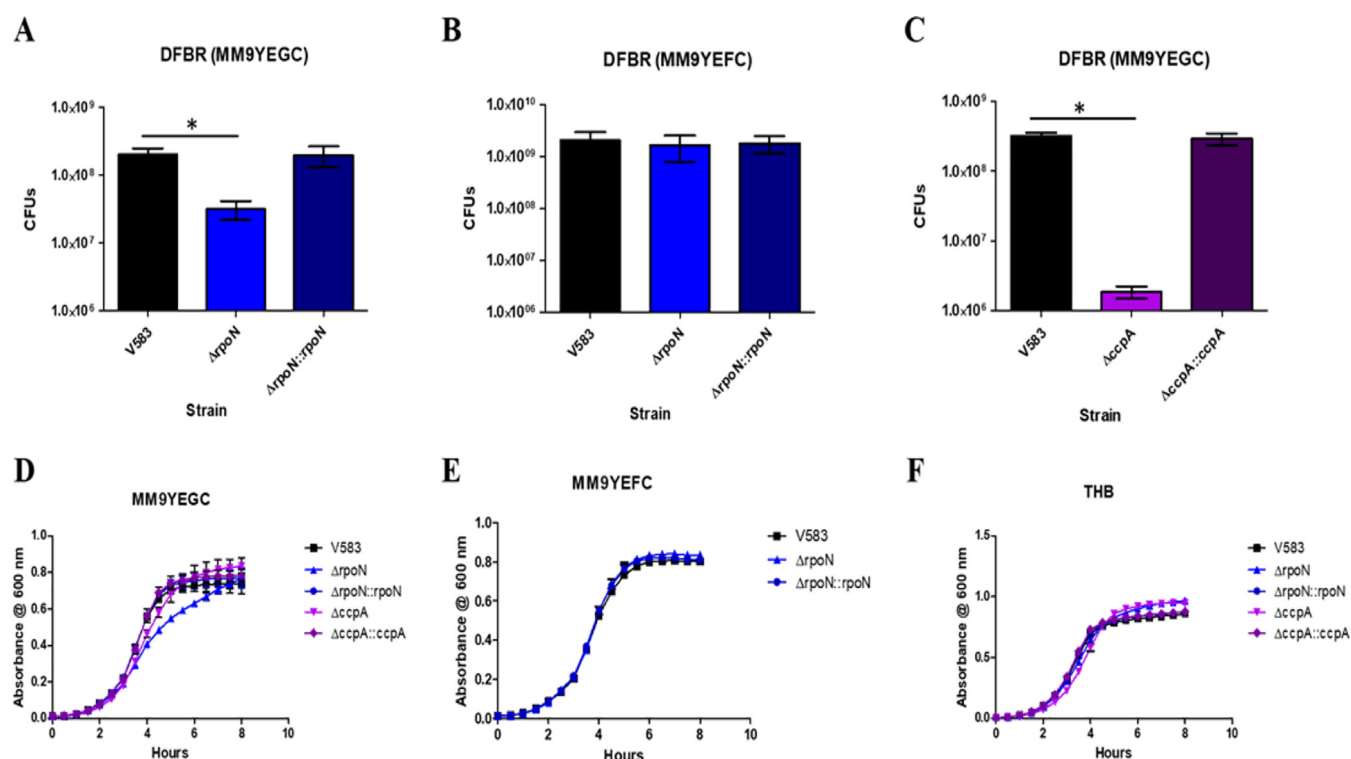 A
DFBR (MM9YEGC)
CFUs
1.0x10⁹
1.0x10⁸
1.0x10⁷
1.0x10⁶
*
V583
ΔrpoN
ΔrpoN::rpoN
Strain
B
DFBR (MM9YEFC)
CFUs
1.0x10¹⁰
1.0x10⁰⁹
1.0x10⁰⁸
1.0x10⁰⁷
1.0x10⁰⁶
V583
ΔrpoN
ΔrpoN::rpoN
Strain
C
DFBR (MM9YEGC)
CFUs
1.0x10⁹
1.0x10⁸
1.0x10⁷
1.0x10⁶
*
V583
ΔccpA
ΔccpA::ccpA
Strain
D
MM9YEGC
Absorbance @ 600 nm
1.0
0.8
0.6
0.4
0.2
0.0
0 2 4 6 8 10
Hours
V583
ΔrpoN
ΔrpoN::rpoN
ΔccpA
ΔccpA::ccpA
E
MM9YEFC
Absorbance @ 600 nm
1.0
0.8
0.6
0.4
0.2
0.0
0 2 4 6 8 10
Hours
V583
ΔrpoN
ΔrpoN::rpoN
F
THB
Absorbance @ 600 nm
1.5
1.0
0.5
0.0
0 2 4 6 8 10
Hours
V583
ΔrpoN
ΔrpoN::rpoN
ΔccpA
ΔccpA::ccpA